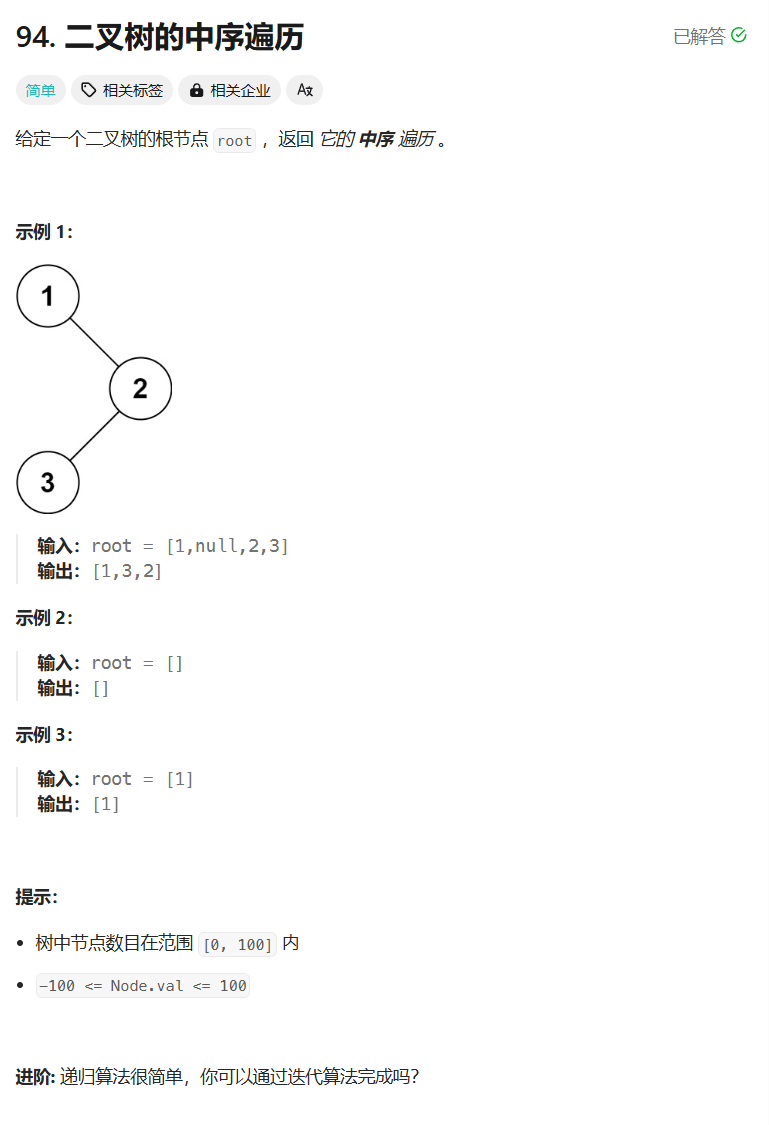 94. 二叉树的中序遍历
已解答
简单 相关标签 相关企业 Aあ
给定一个二叉树的根节点 root ，返回 它的 中序 遍历 。
示例 1：
1
2
3
输入：root = [1,null,2,3]
输出：[1,3,2]
示例 2：
输入：root = []
输出：[]
示例 3：
输入：root = [1]
输出：[1]
提示：
树中节点数目在范围 [0, 100] 内
-100 <= Node.val <= 100
进阶: 递归算法很简单，你可以通过迭代算法完成吗？